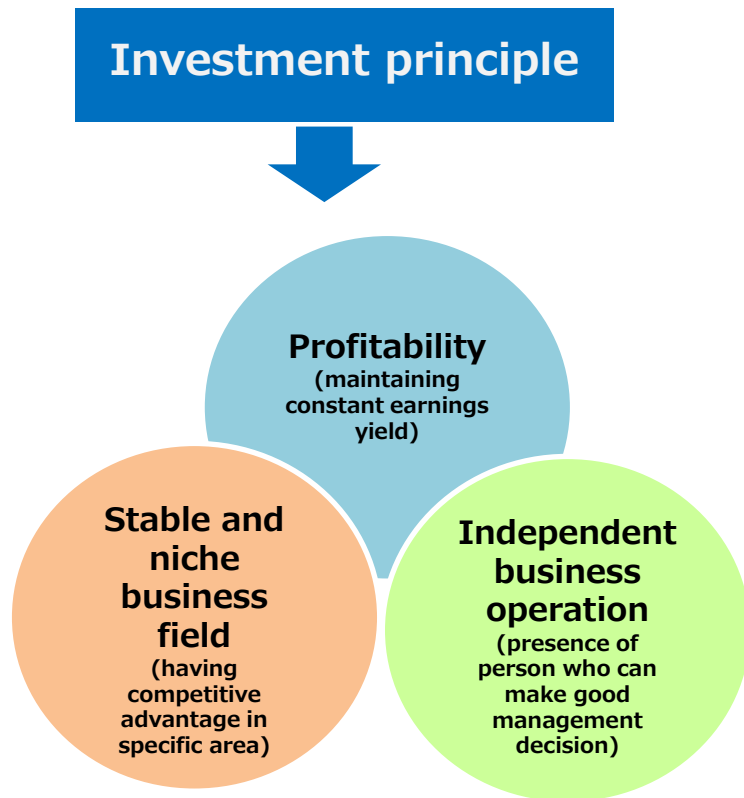 Investment principle
Profitability
(maintaining
constant earnings
yield)
Stable and
niche
business
field
(having
competitive
advantage in
specific area)
Independent
business
operation
(presence of
person who can
make good
management
decision)